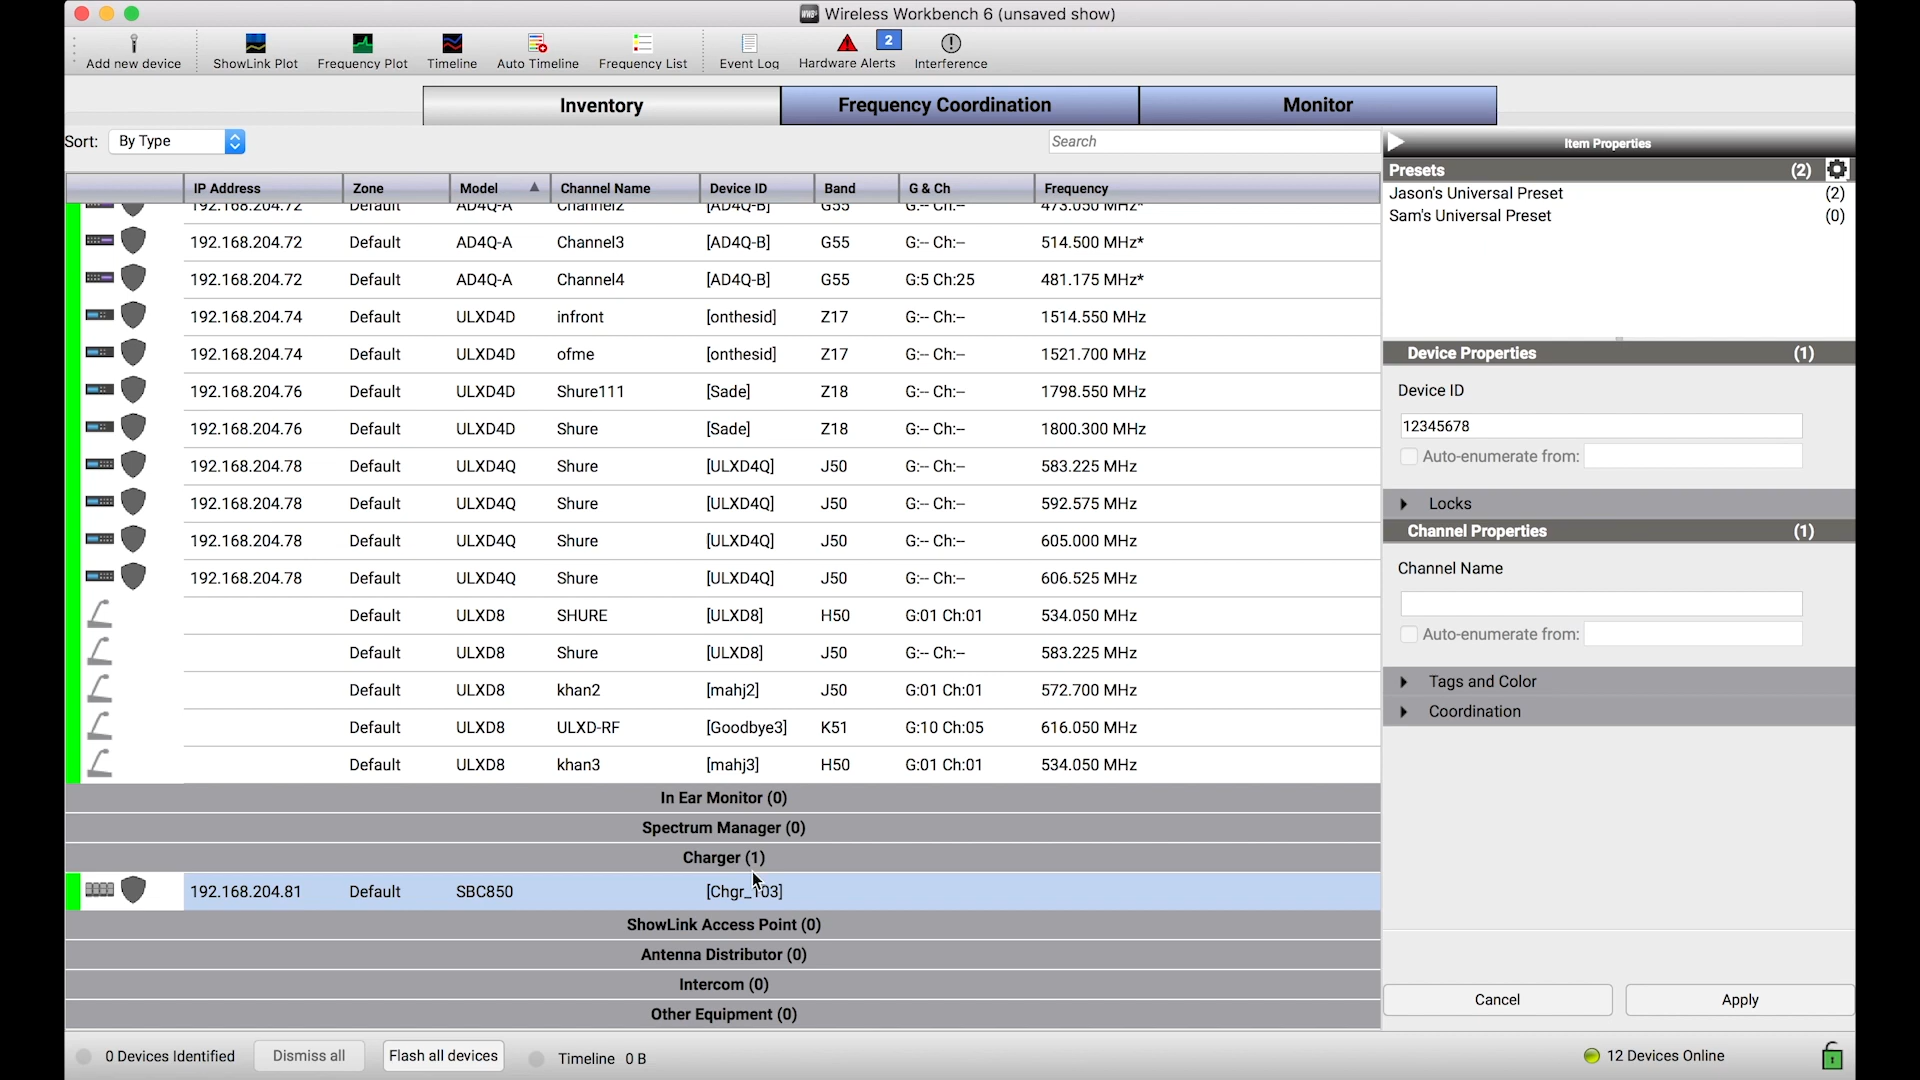 Wireless Workbench 6 (unsaved show)
Add new device
ShowLink Plot
Frequency Plot
Timeline
Auto Timeline
Frequency List
Event Log
Hardware Alerts
2
Interference
Inventory
Frequency Coordination
Monitor
Sort: By Type
Search
IP Address Zone Model Channel Name Device ID Band G & Ch Frequency
192.168.204.72 Default AD4Q-A Channel2 [AD4Q-B] G55 G:-- Ch:-- 473.050 MHz*
192.168.204.72 Default AD4Q-A Channel3 [AD4Q-B] G55 G:-- Ch:-- 514.500 MHz*
192.168.204.72 Default AD4Q-A Channel4 [AD4Q-B] G55 G:5 Ch:25 481.175 MHz*
192.168.204.74 Default ULXD4D infront [onthesid] Z17 G:-- Ch:-- 1514.550 MHz
192.168.204.74 Default ULXD4D ofme [onthesid] Z17 G:-- Ch:-- 1521.700 MHz
192.168.204.76 Default ULXD4D Shure111 [Sade] Z18 G:-- Ch:-- 1798.550 MHz
192.168.204.76 Default ULXD4D Shure [Sade] Z18 G:-- Ch:-- 1800.300 MHz
192.168.204.78 Default ULXD4Q Shure [ULXD4Q] J50 G:-- Ch:-- 583.225 MHz
192.168.204.78 Default ULXD4Q Shure [ULXD4Q] J50 G:-- Ch:-- 592.575 MHz
192.168.204.78 Default ULXD4Q Shure [ULXD4Q] J50 G:-- Ch:-- 605.000 MHz
192.168.204.78 Default ULXD4Q Shure [ULXD4Q] J50 G:-- Ch:-- 606.525 MHz
Default ULXD8 SHURE [ULXD8] H50 G:01 Ch:01 534.050 MHz
Default ULXD8 Shure [ULXD8] J50 G:-- Ch:-- 583.225 MHz
Default ULXD8 khan2 [mahj2] J50 G:01 Ch:01 572.700 MHz
Default ULXD8 ULXD-RF [Goodbye3] K51 G:10 Ch:05 616.050 MHz
Default ULXD8 khan3 [mahj3] H50 G:01 Ch:01 534.050 MHz
In Ear Monitor (0)
Spectrum Manager (0)
Charger (1)
192.168.204.81 Default SBC850 [Chgr_103]
ShowLink Access Point (0)
Antenna Distributor (0)
Intercom (0)
Other Equipment (0)
Item Properties
Presets (2)
Jason's Universal Preset (2)
Sam's Universal Preset (0)
Device Properties (1)
Device ID
12345678
Auto-enumerate from:
Locks
Channel Properties (1)
Channel Name
Auto-enumerate from:
Tags and Color
Coordination
Cancel
Apply
0 Devices Identified
Dismiss all
Flash all devices
Timeline 0 B
12 Devices Online